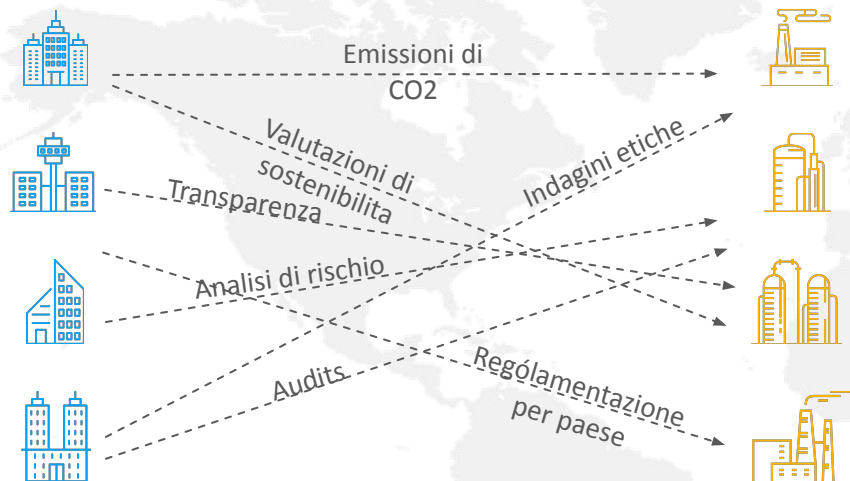 Emissioni di
CO2
Valutazioni di
sostenibilita
Indagini etiche
Transparenza
Analisi di rischio
Audits
Rególamentazione
per paese